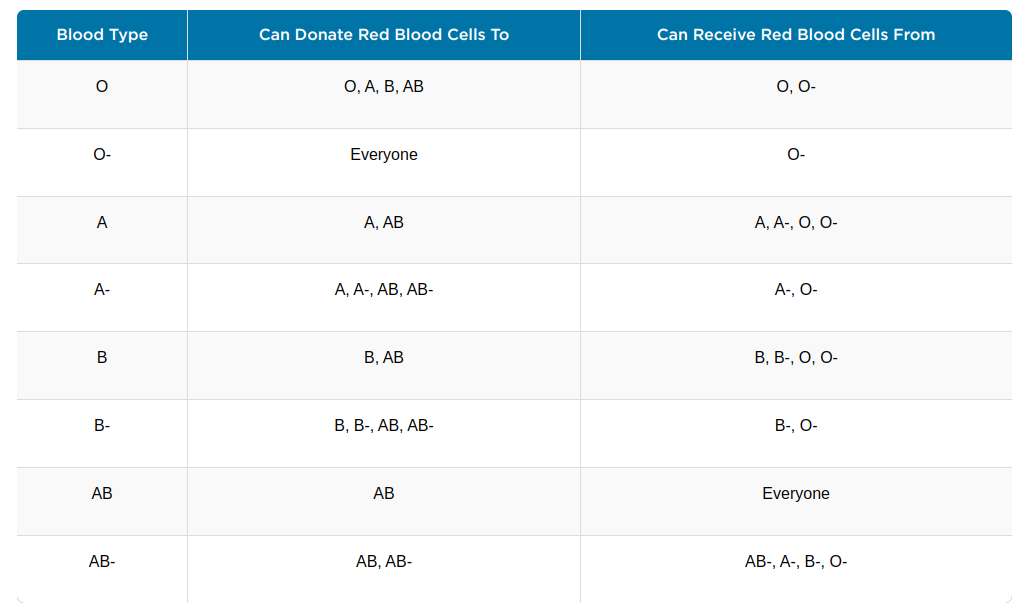 Blood Type Can Donate Red Blood Cells To Can Receive Red Blood Cells From
O O, A, B, AB O, O-
O- Everyone O-
A A, AB A, A-, O, O-
A- A, A-, AB, AB- A-, O-
B B, AB B, B-, O, O-
B- B, B-, AB, AB- B-, O-
AB AB Everyone
AB- AB, AB- AB-, A-, B-, O-